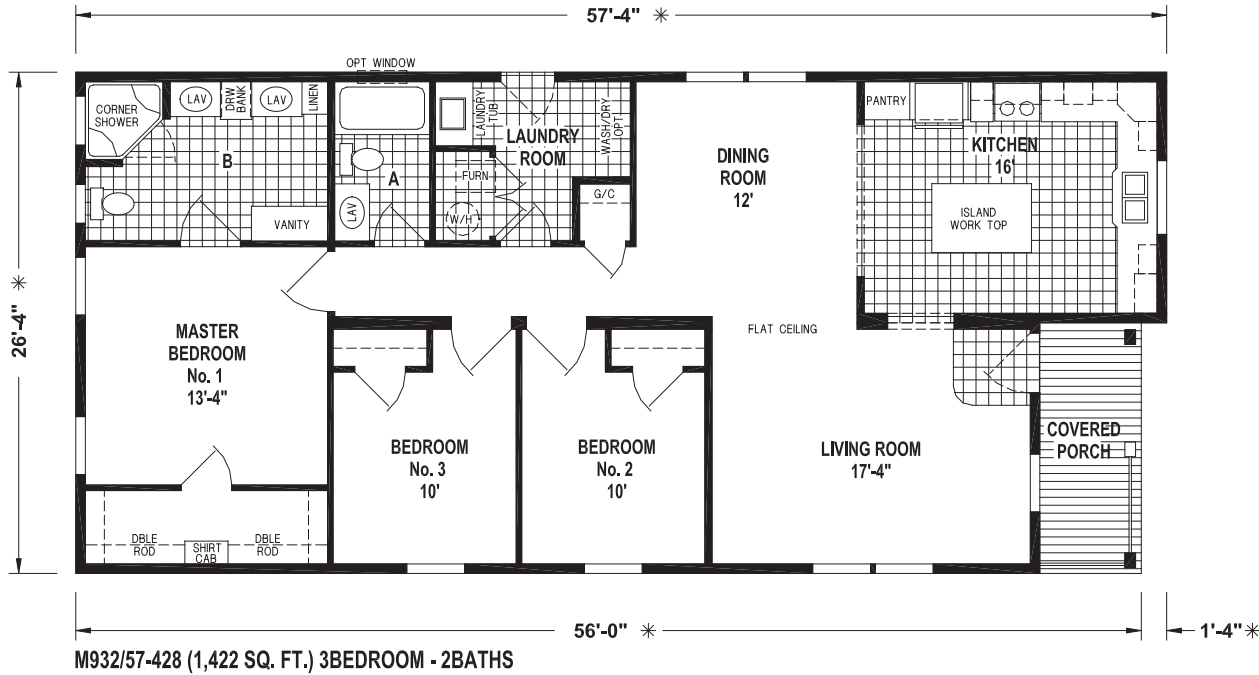 57'-4" ✳
OPT WINDOW
CORNER
SHOWER
LAV
DRW
BANK
LAV
LINEN
B
VANITY
A
LAV
LAUNDRY
TUB
LAUNDRY
ROOM
WASH/DRY
OPT
FURN
W/H
G/C
DINING
ROOM
12'
PANTRY
KITCHEN
16'
ISLAND
WORK TOP
26'-4" ✳
MASTER
BEDROOM
No. 1
13'-4"
FLAT CEILING
BEDROOM
No. 3
10'
BEDROOM
No. 2
10'
LIVING ROOM
17'-4"
COVERED
PORCH
DBLE
ROD
SHIRT
CAB
DBLE
ROD
56'-0" ✳
1'-4" ✳
M932/57-428 (1,422 SQ. FT.) 3BEDROOM - 2BATHS